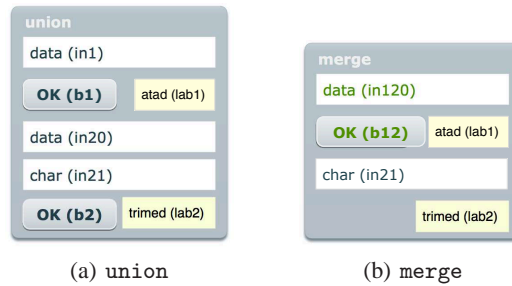 union
data (in1)
OK (b1) atad (lab1)
data (in20)
char (in21)
OK (b2) trimed (lab2)
(a) union
merge
data (in120)
OK (b12) atad (lab1)
char (in21)
trimed (lab2)
(b) merge